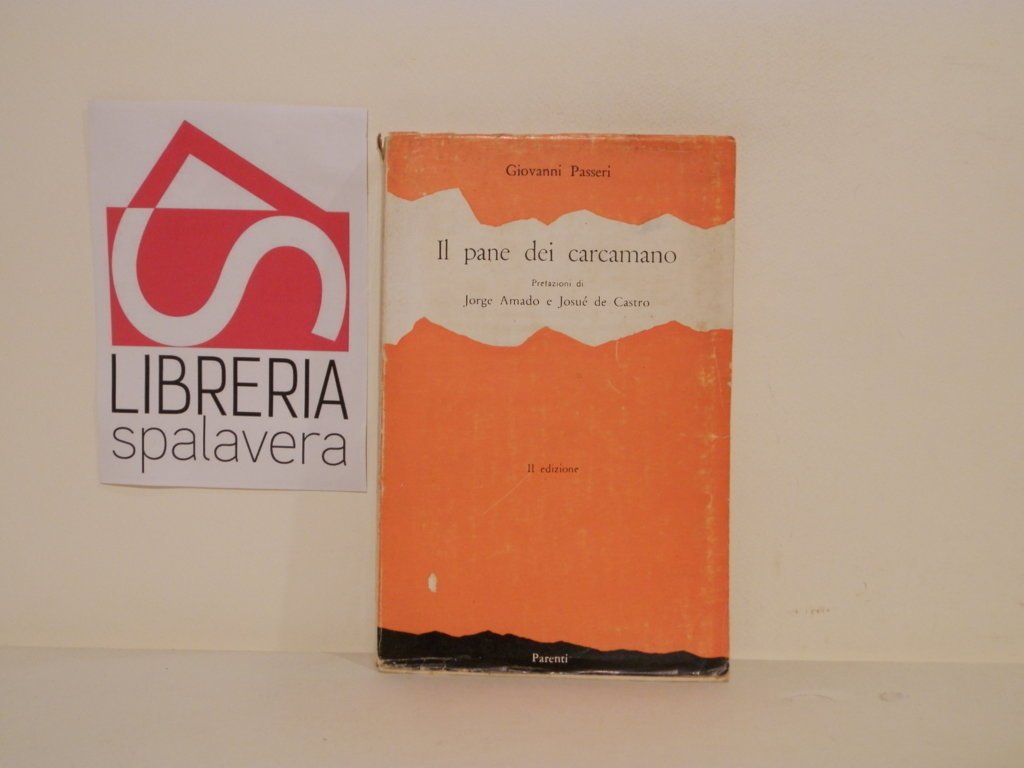 LIBRERIA
spalavera
Giovanni Passeri
Il pane dei carcamano
Prefazioni di
Jorge Amado e Josué de Castro
II edizione
Parenti